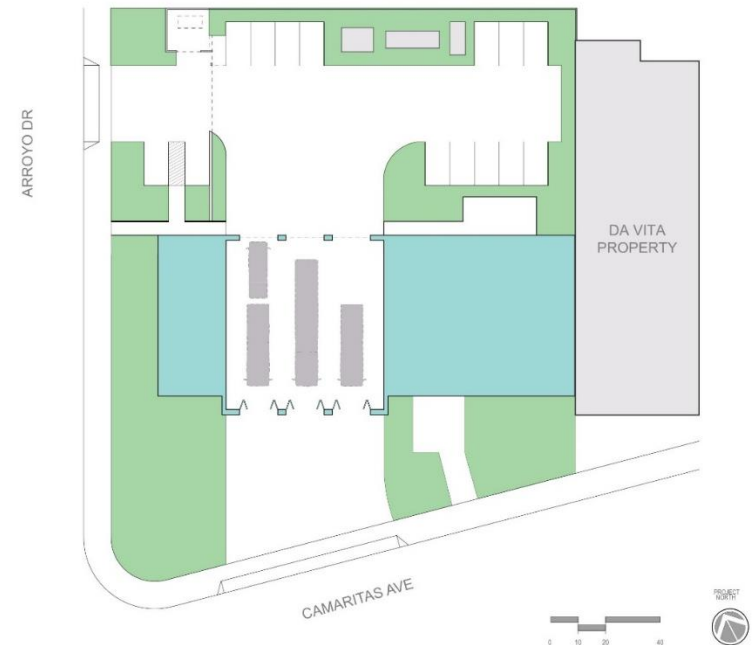 ARROYO DR
DA VITA
PROPERTY
CAMARITAS AVE
PROJECT
NORTH
0 10 20 40